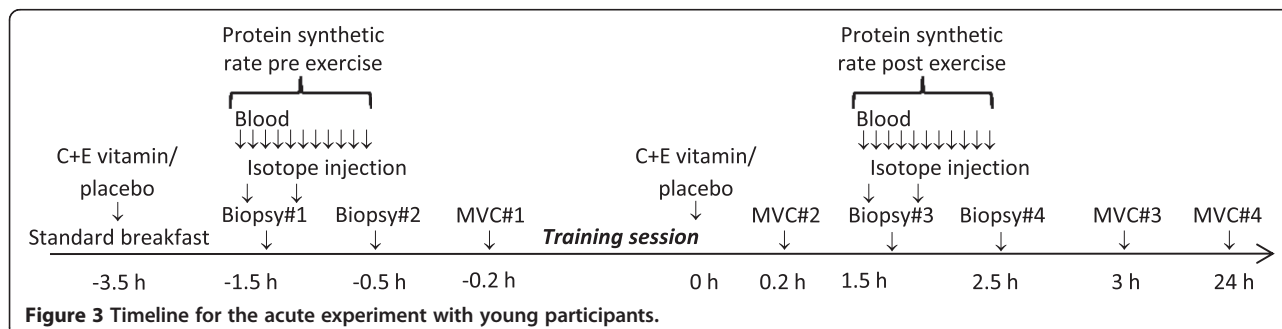 Protein synthetic
rate pre exercise
Protein synthetic
rate post exercise
Blood
Blood
C+E vitamin/
placebo
Isotope injection
C+E vitamin/
placebo
Isotope injection
Standard breakfast
Biopsy#1
Biopsy#2
MVC#1
Training session
MVC#2
Biopsy#3
Biopsy#4
MVC#3
MVC#4
-3.5 h
-1.5 h
-0.5 h
-0.2 h
0 h
0.2 h
1.5 h
2.5 h
3 h
24 h
Figure 3 Timeline for the acute experiment with young participants.